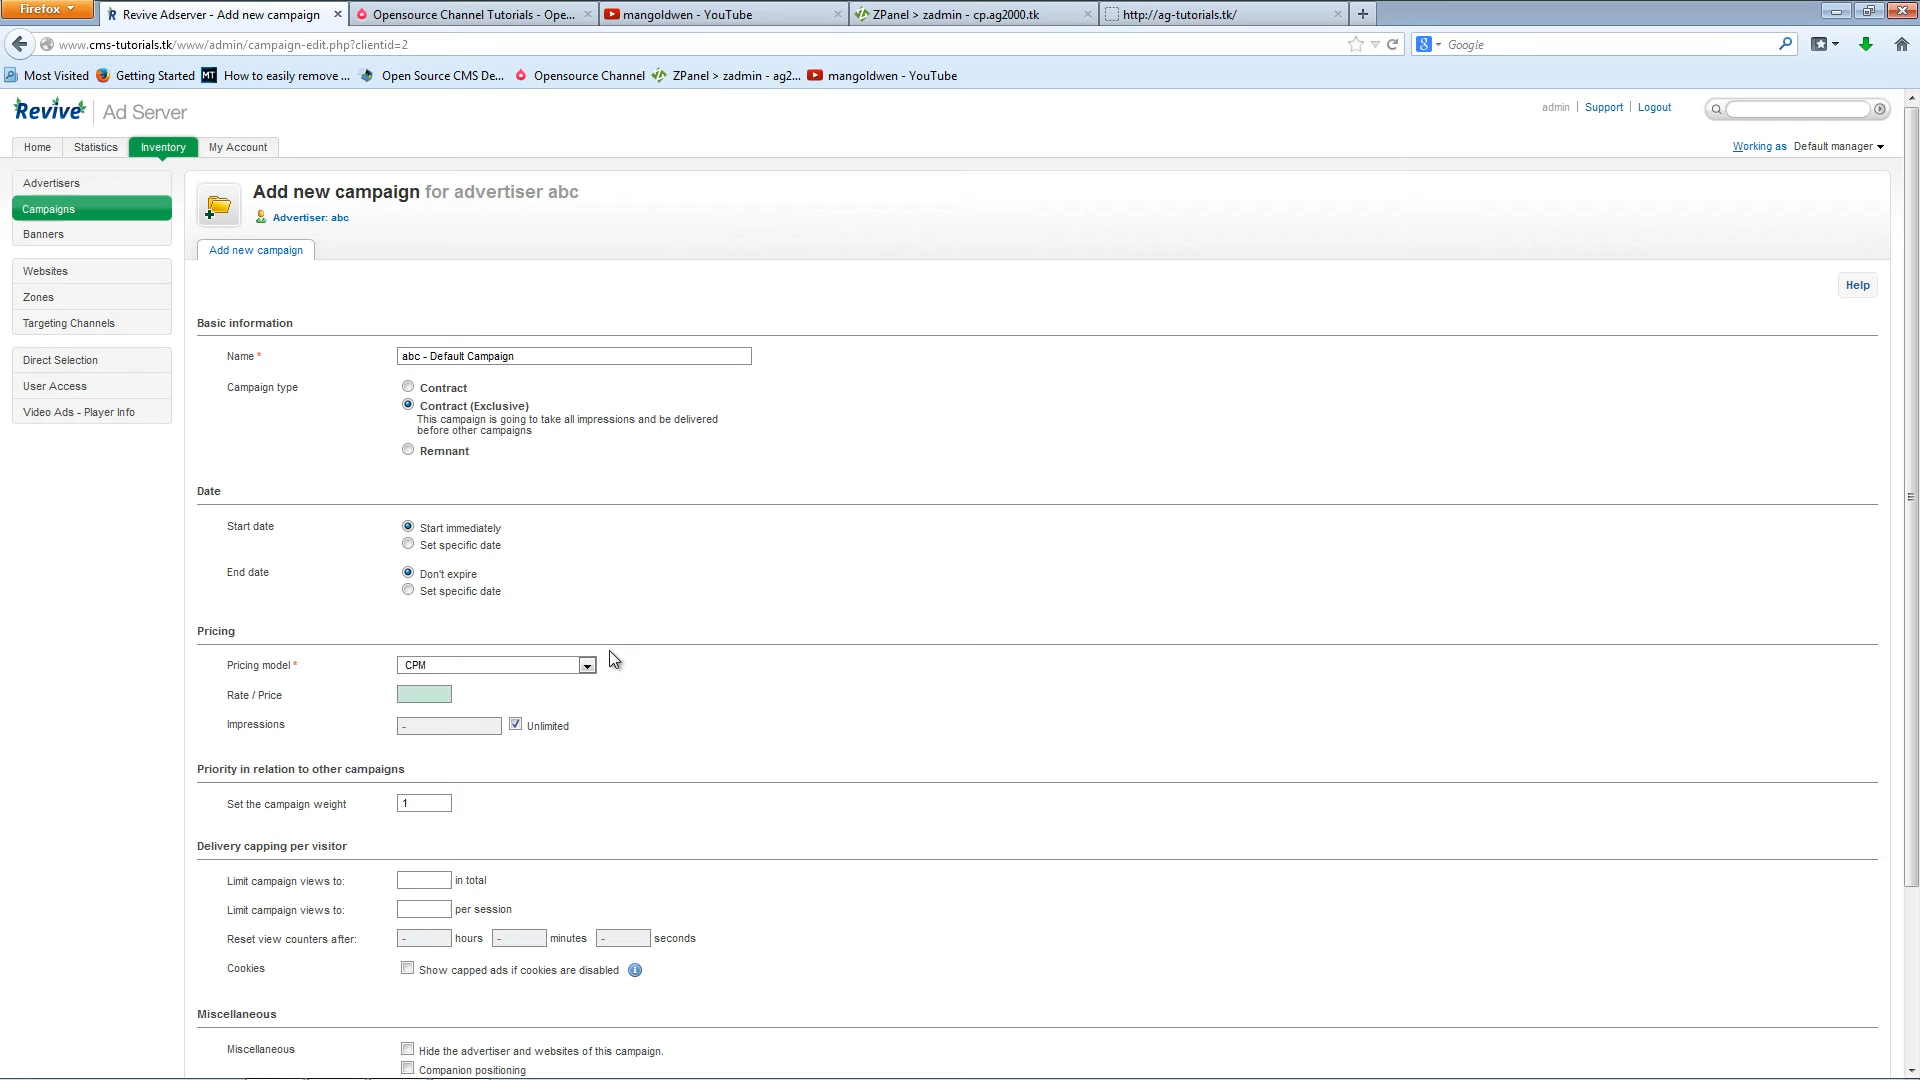 Firefox
Revive Adserver - Add new campaign
Opensource Channel Tutorials - Ope...
mangoldwen - YouTube
ZPanel > zadmin - cp.ag2000.tk
http://ag-tutorials.tk/
www.cms-tutorials.tk/www/admin/campaign-edit.php?clientid=2
Google
Most Visited
Getting Started
MT
How to easily remove ...
Open Source CMS De...
Opensource Channel
ZPanel > zadmin - ag2...
mangoldwen - YouTube
Revive | Ad Server
admin | Support | Logout
Home
Statistics
Inventory
My Account
Working as Default manager
Advertisers
Campaigns
Banners
Websites
Zones
Targeting Channels
Direct Selection
User Access
Video Ads - Player Info
Add new campaign for advertiser abc
Advertiser: abc
Add new campaign
Help
Basic information
Name * abc - Default Campaign
Campaign type
Contract
Contract (Exclusive)
This campaign is going to take all impressions and be delivered
before other campaigns
Remnant
Date
Start date
Start immediately
Set specific date
End date
Don't expire
Set specific date
Pricing
Pricing model * CPM
Rate / Price
Impressions - Unlimited
Priority in relation to other campaigns
Set the campaign weight 1
Delivery capping per visitor
Limit campaign views to: in total
Limit campaign views to: per session
Reset view counters after: - hours - minutes - seconds
Cookies Show capped ads if cookies are disabled
Miscellaneous
Miscellaneous Hide the advertiser and websites of this campaign.
Companion positioning